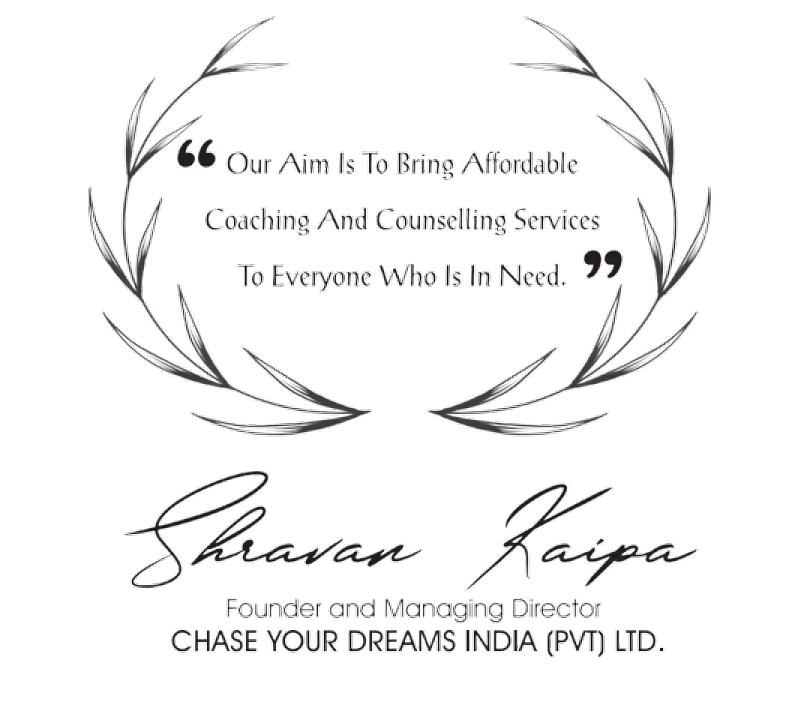 “ Our Aim Is To Bring Affordable
Coaching And Counselling Services
To Everyone Who Is In Need. ”
Shravan Kaipa
Founder and Managing Director
CHASE YOUR DREAMS INDIA (PVT) LTD.